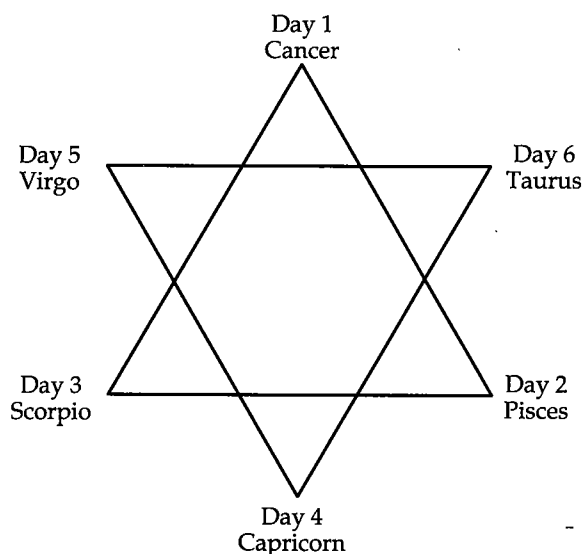 Day 1
Cancer
Day 5
Virgo
Day 6
Taurus
Day 3
Scorpio
Day 2
Pisces
Day 4
Capricorn